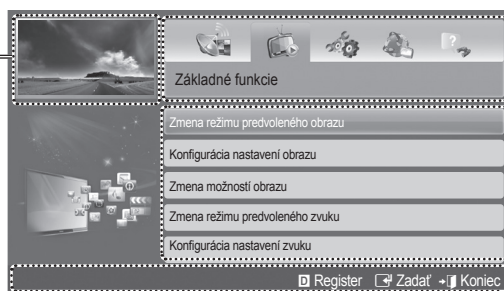 Základné funkcie
Zmena režimu predvoleného obrazu
Konfigurácia nastavení obrazu
Zmena možností obrazu
Zmena režimu predvoleného zvuku
Konfigurácia nastavení zvuku
D Register Zadať Koniec